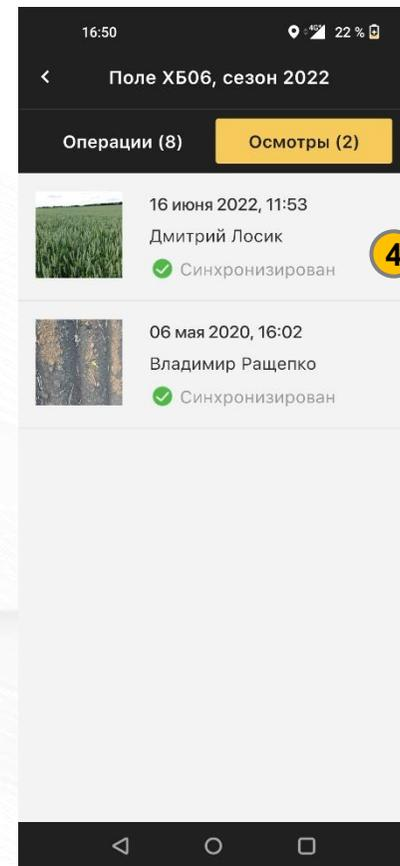 16:50 4G 22 %
Поле ХБ06, сезон 2022
Операции (8) Осмотры (2)
16 июня 2022, 11:53
Дмитрий Лосик
Синхронизирован
4
06 мая 2020, 16:02
Владимир Ращепко
Синхронизирован